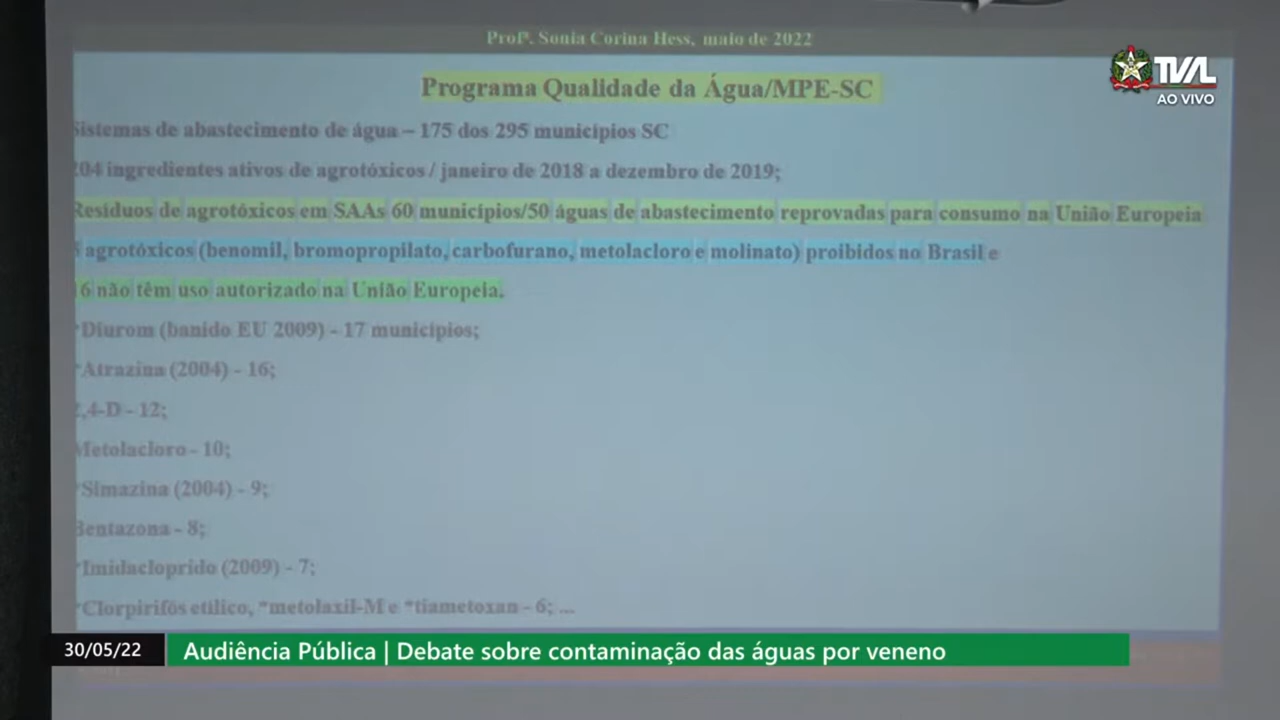 Profª. Sonia Corina Hess, maio de 2022
TVAL
AO VIVO
Programa Qualidade da Água/MPE-SC
Sistemas de abastecimento de água – 175 dos 295 municípios SC
204 ingredientes ativos de agrotóxicos / janeiro de 2018 a dezembro de 2019;
Resíduos de agrotóxicos em SAAs 60 municípios/50 águas de abastecimento reprovadas para consumo na União Europeia
agrotóxicos (benomil, bromopropilato, carbofurano, metolacloro e molinato) proibidos no Brasil e
6 não têm uso autorizado na União Europeia.
*Diurom (banido EU 2009) - 17 municípios;
*Atrazina (2004) - 16;
2,4-D - 12;
Metolacloro - 10;
*Simazina (2004) - 9;
Bentazona - 8;
*Imidacloprido (2009) - 7;
*Clorpirifós etílico, *metolaxil-M e *tiametoxan - 6; ...
30/05/22
Audiência Pública | Debate sobre contaminação das águas por veneno